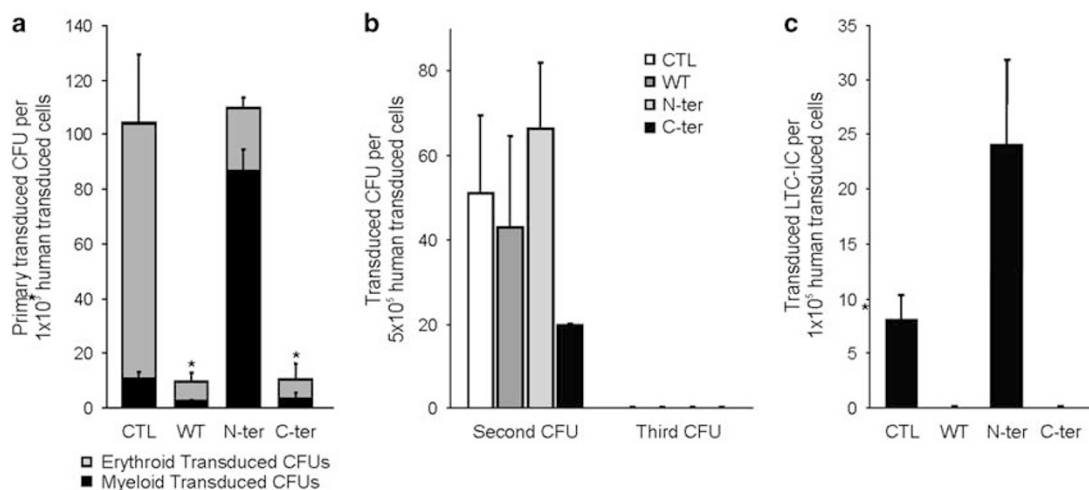 a
140
120
100
80
60
40
20
0
Primary transduced CFU per
1x10³ human transduced cells
*
*
*
CTL WT N-ter C-ter
Erythroid Transduced CFUs
Myeloid Transduced CFUs
b
80
60
40
20
0
Transduced CFU per
5x10⁵ human transduced cells
CTL
WT
N-ter
C-ter
Second CFU Third CFU
c
35
30
25
20
15
10
5
0
Transduced LTC-IC per
1x10⁵ human transduced cells
*
CTL WT N-ter C-ter